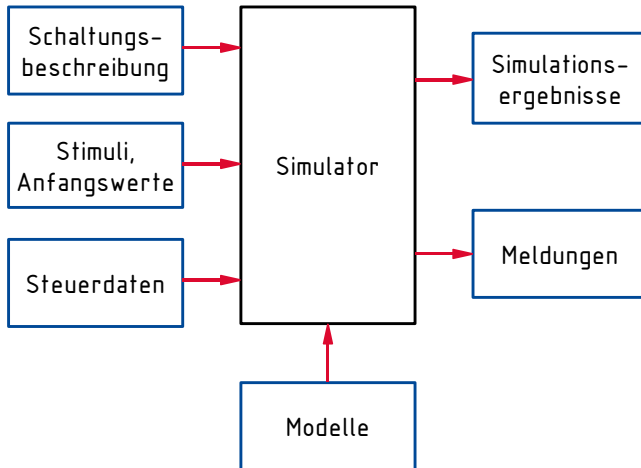 Schaltungs-
beschreibung
Stimuli,
Anfangswerte
Steuerdaten
Simulator
Simulations-
ergebnisse
Meldungen
Modelle